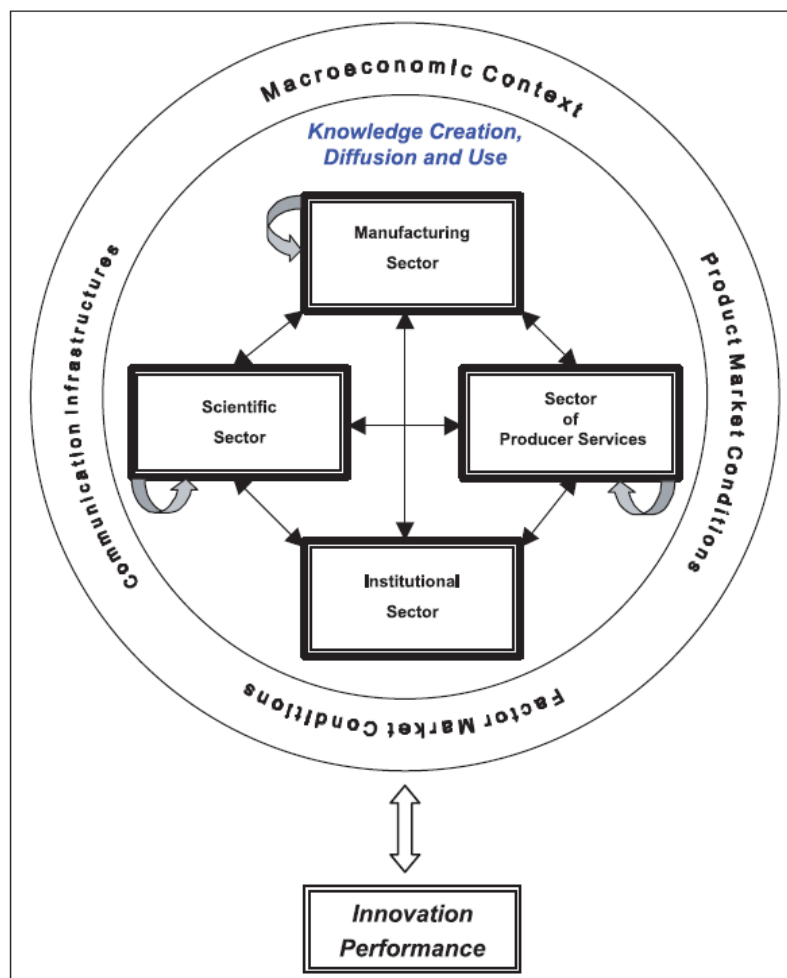 Macroeconomic Context
Knowledge Creation,
Diffusion and Use
Manufacturing
Sector
Communication Infrastructures
Product Market Conditions
Scientific
Sector
Sector
of
Producer Services
Institutional
Sector
Factor Market Conditions
Innovation
Performance